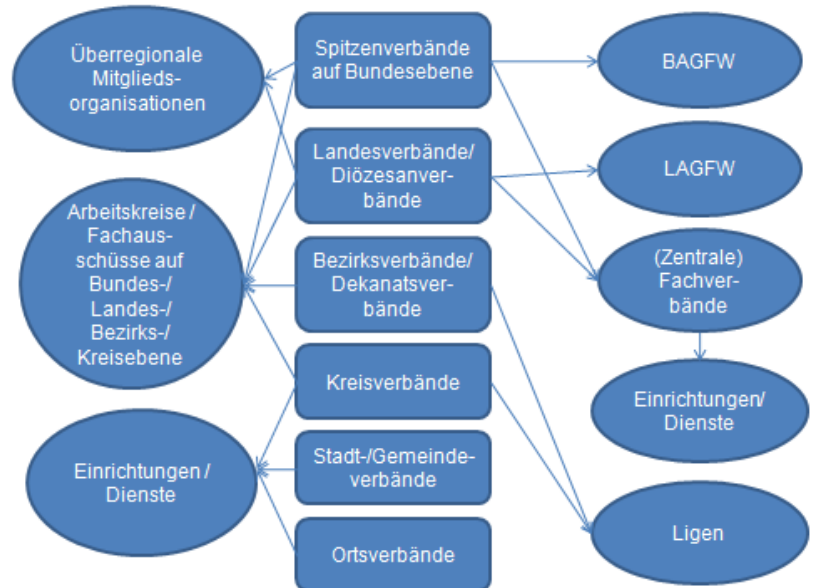 Überregionale
Mitglieds-
organisationen
Arbeitskreise /
Fachaus-
schüsse auf
Bundes-/
Landes-/
Bezirks-/
Kreisebene
Einrichtungen /
Dienste
Spitzenverbände
auf Bundesebene
Landesverbände/
Diözesanver-
bände
Bezirksverbände/
Dekanatsver-
bände
Kreisverbände
Stadt-/Gemeinde-
verbände
Ortsverbände
BAGFW
LAGFW
(Zentrale)
Fachver-
bände
Einrichtungen/
Dienste
Ligen